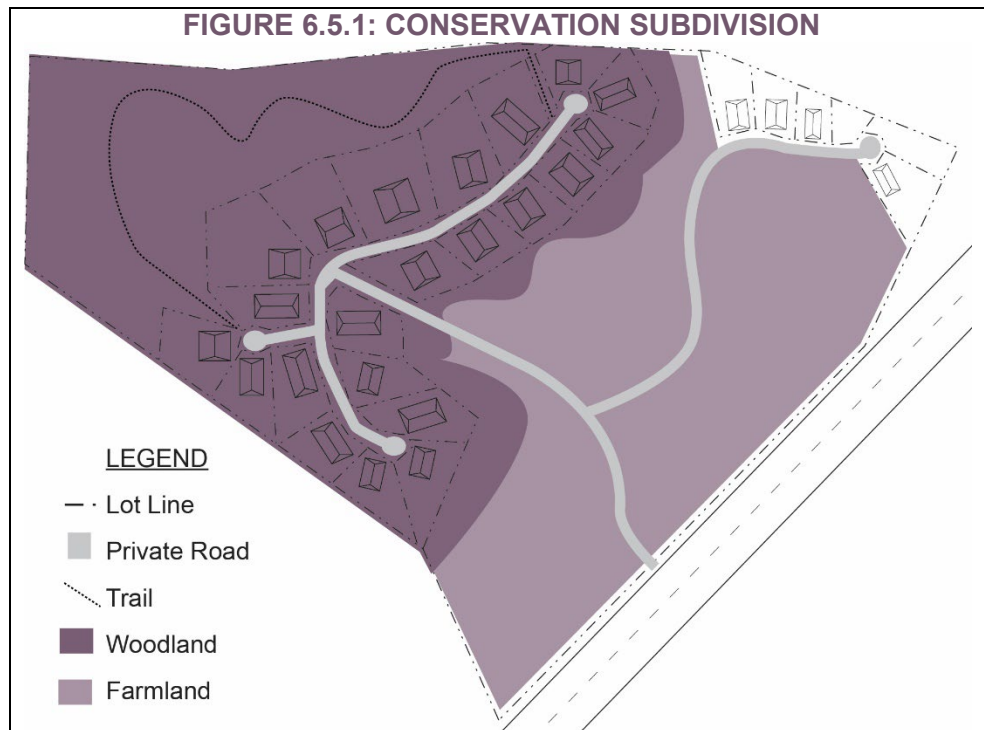 FIGURE 6.5.1: CONSERVATION SUBDIVISION
LEGEND
Lot Line
Private Road
Trail
Woodland
Farmland